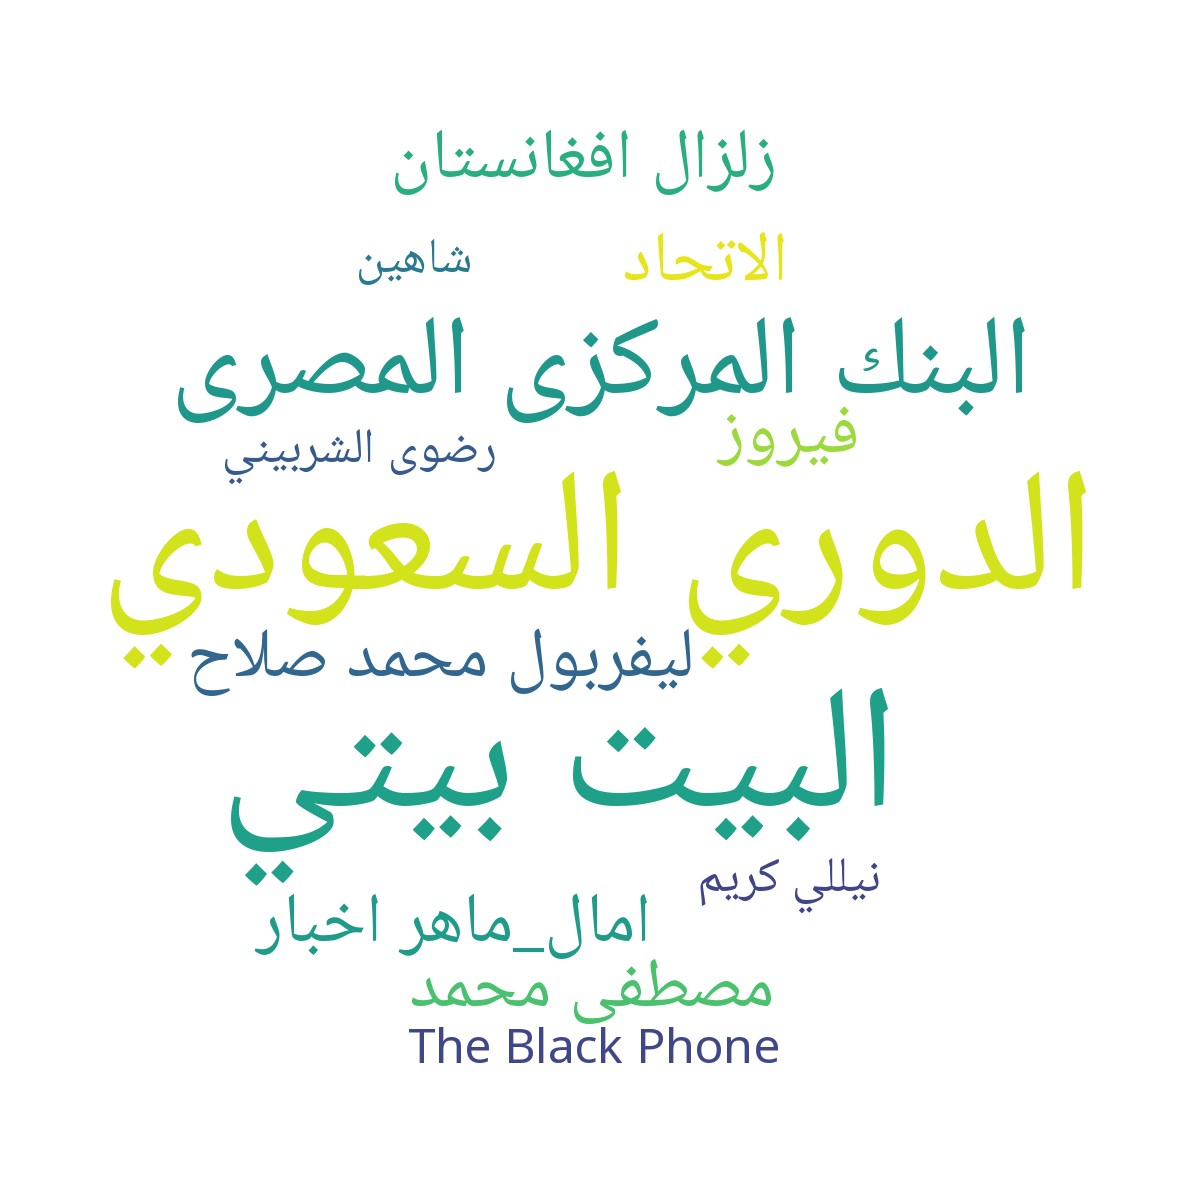 زلزال افغانستان
الاتحاد
شاهين
البنك المركزى المصرى
فيروز
رضوى الشربيني
الدوري السعودي
ليفربول محمد صلاح
البيت بيتي
نيللي كريم
امال_ماهر اخبار
مصطفى محمد
The Black Phone